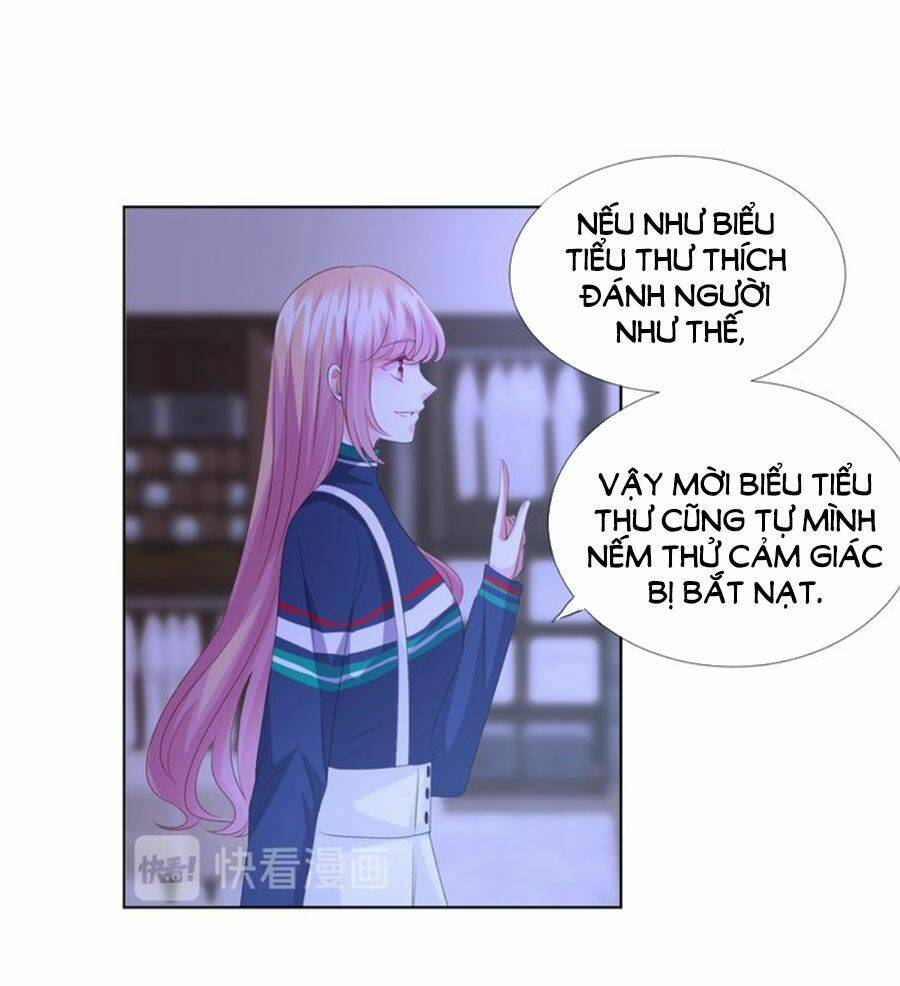 NẾU NHƯ BIỂU
TIỂU THƯ THÍCH
ĐÁNH NGƯỜI
NHƯ THẾ,
VẬY MỜI BIỂU TIỂU
THƯ CŨNG TỰ MÌNH
NẾM THỬ CẢM GIÁC
BỊ BẮT NẠT.
快看! 快看漫画